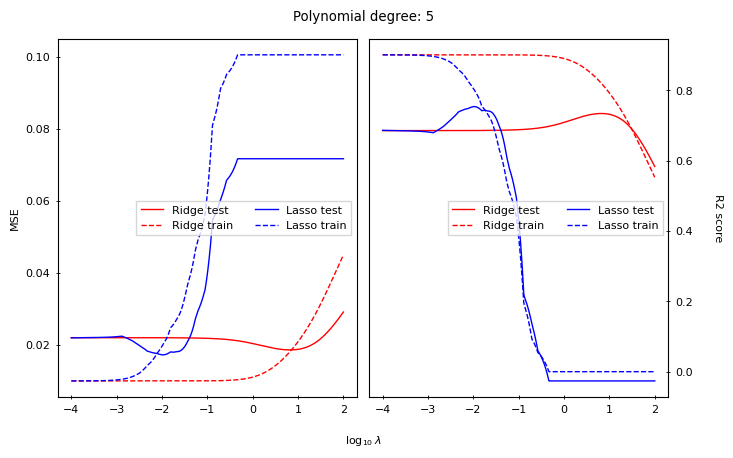 Polynomial degree: 5
MSE
0.10
0.08
0.06
0.04
0.02
−4 −3 −2 −1 0 1 2
Ridge test Lasso test
Ridge train Lasso train
Ridge test Lasso test
Ridge train Lasso train
−4 −3 −2 −1 0 1 2
0.8
0.6
0.4
0.2
0.0
R2 score
log₁₀ λ